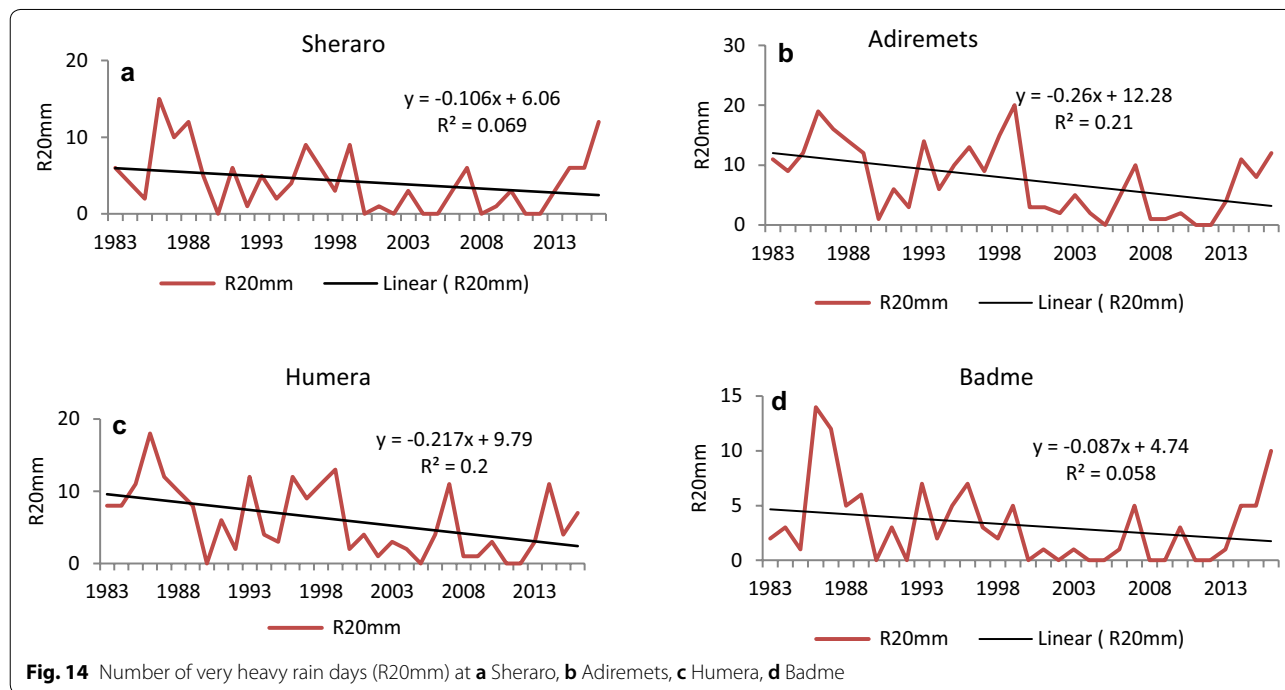 Sheraro
a
20
10
0
R20mm
y = -0.106x + 6.06
R² = 0.069
1983 1988 1993 1998 2003 2008 2013
R20mm Linear ( R20mm)
Adiremets
b
30
20
10
0
R20mm
y = -0.26x + 12.28
R² = 0.21
1983 1988 1993 1998 2003 2008 2013
R20mm Linear ( R20mm)
Humera
c
20
10
0
R20mm
y = -0.217x + 9.79
R² = 0.2
1983 1988 1993 1998 2003 2008 2013
R20mm
Badme
d
15
10
5
0
R20mm
y = -0.087x + 4.74
R² = 0.058
1983 1988 1993 1998 2003 2008 2013
R20mm Linear ( R20mm)
Fig. 14 Number of very heavy rain days (R20mm) at a Sheraro, b Adiremets, c Humera, d Badme